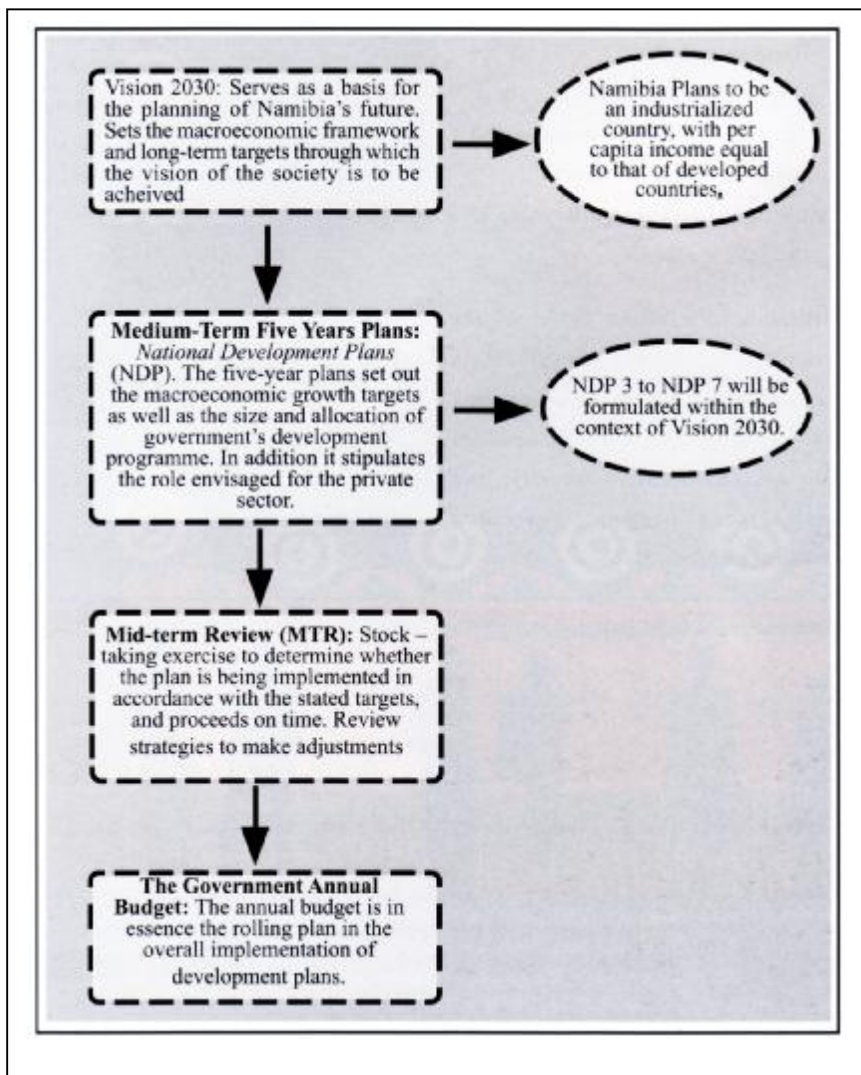 Vision 2030: Serves as a basis for
the planning of Namibia's future.
Sets the macroeconomic framework
and long-term targets through which
the vision of the society is to be
acheived
Namibia Plans to be
an industrialized
country, with per
capita income equal
to that of developed
countries,
Medium-Term Five Years Plans:
National Development Plans
(NDP). The five-year plans set out
the macroeconomic growth targets
as well as the size and allocation of
government's development
programme. In addition it stipulates
the role envisaged for the private
sector.
NDP 3 to NDP 7 will be
formulated within the
context of Vision 2030.
Mid-term Review (MTR): Stock –
taking exercise to determine whether
the plan is being implemented in
accordance with the stated targets,
and proceeds on time. Review
strategies to make adjustments
The Government Annual
Budget: The annual budget is in
essence the rolling plan in the
overall implementation of
development plans.